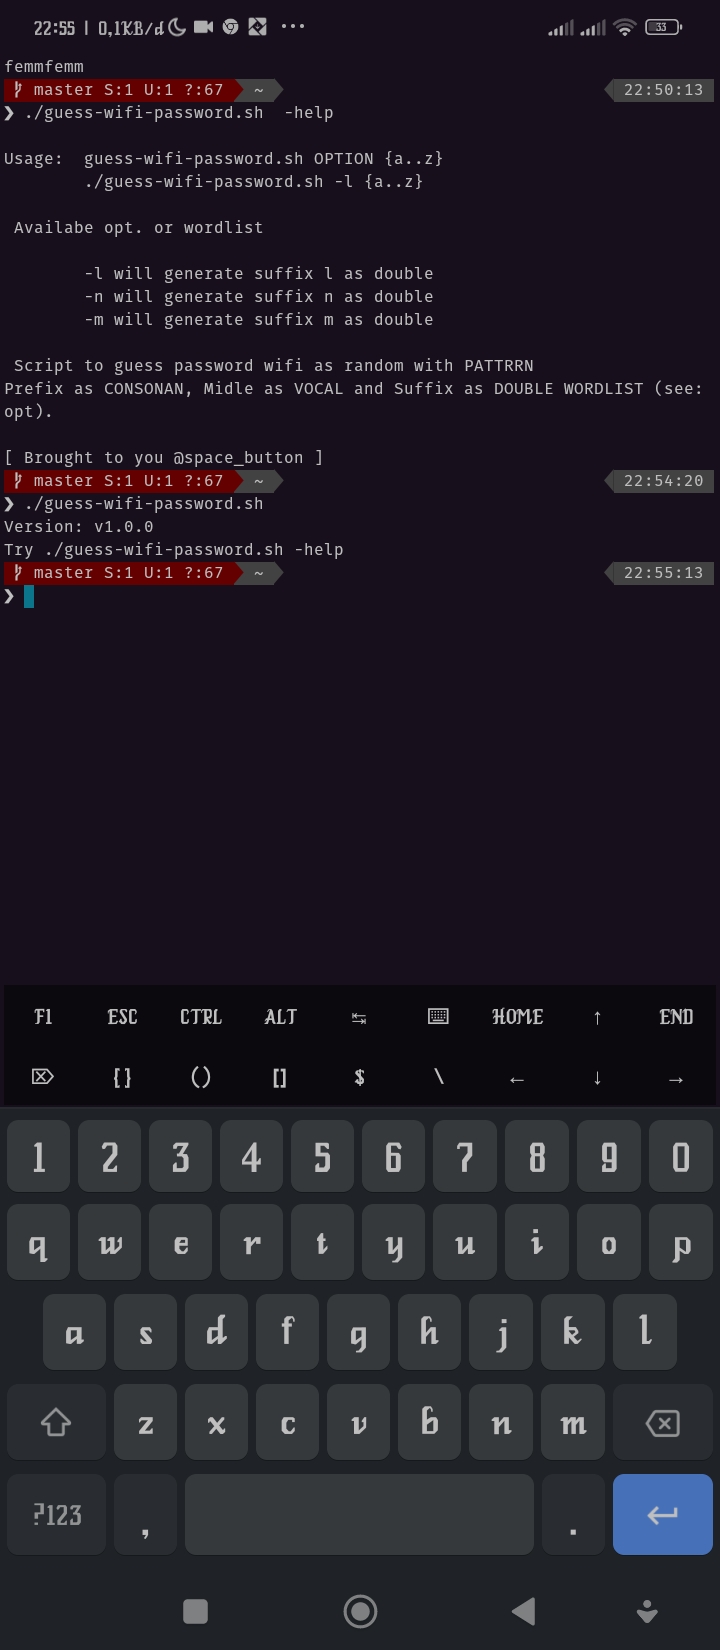 22:55 | 0,1KB/d
33
femmfemm
master S:1 U:1 ?:67 ~ 22:50:13
❯ ./guess-wifi-password.sh  -help
Usage:  guess-wifi-password.sh OPTION {a..z}
./guess-wifi-password.sh -l {a..z}
Availabe opt. or wordlist
-l will generate suffix l as double
-n will generate suffix n as double
-m will generate suffix m as double
Script to guess password wifi as random with PATTRRN
Prefix as CONSONAN, Midle as VOCAL and Suffix as DOUBLE WORDLIST (see:
opt).
[ Brought to you @space_button ]
master S:1 U:1 ?:67 ~ 22:54:20
❯ ./guess-wifi-password.sh
Version: v1.0.0
Try ./guess-wifi-password.sh -help
master S:1 U:1 ?:67 ~ 22:55:13
❯
F1 ESC CTRL ALT ↹ HOME ↑ END
⌦ {} () [] $ \ ← ↓ →
1 2 3 4 5 6 7 8 9 0
q w e r t y u i o p
a s d f g h j k l
z x c v b n m
?123 , .